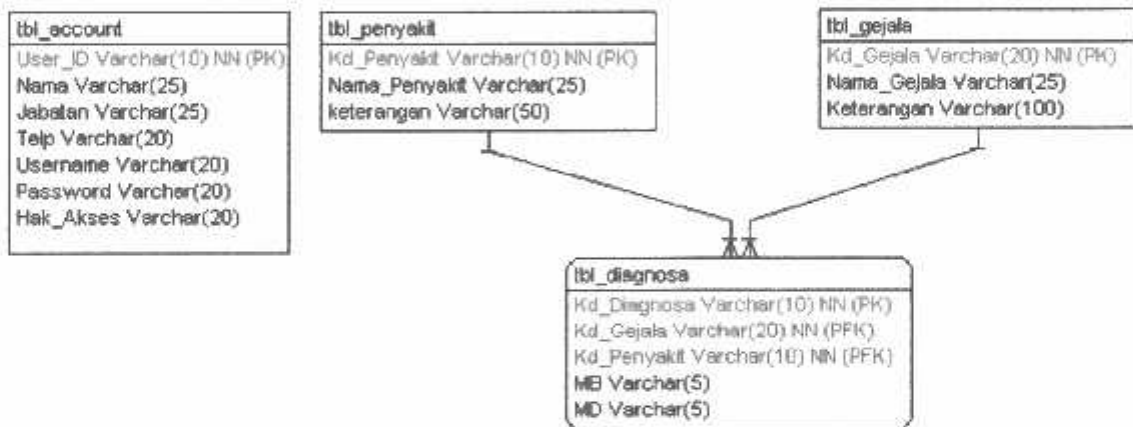 tbl_account
User_ID Varchar(10) NN (PK)
Nama Varchar(25)
Jabatan Varchar(25)
Telp Varchar(20)
Username Varchar(20)
Password Varchar(20)
Hak_Akses Varchar(20)
tbl_penyakit
Kd_Penyakit Varchar(10) NN (PK)
Nama_Penyakit Varchar(25)
keterangan Varchar(50)
tbl_gejala
Kd_Gejala Varchar(20) NN (PK)
Nama_Gejala Varchar(25)
Keterangan Varchar(100)
tbl_diagnosa
Kd_Diagnosa Varchar(10) NN (PK)
Kd_Gejala Varchar(20) NN (PFK)
Kd_Penyakit Varchar(10) NN (PFK)
MB Varchar(5)
MD Varchar(5)